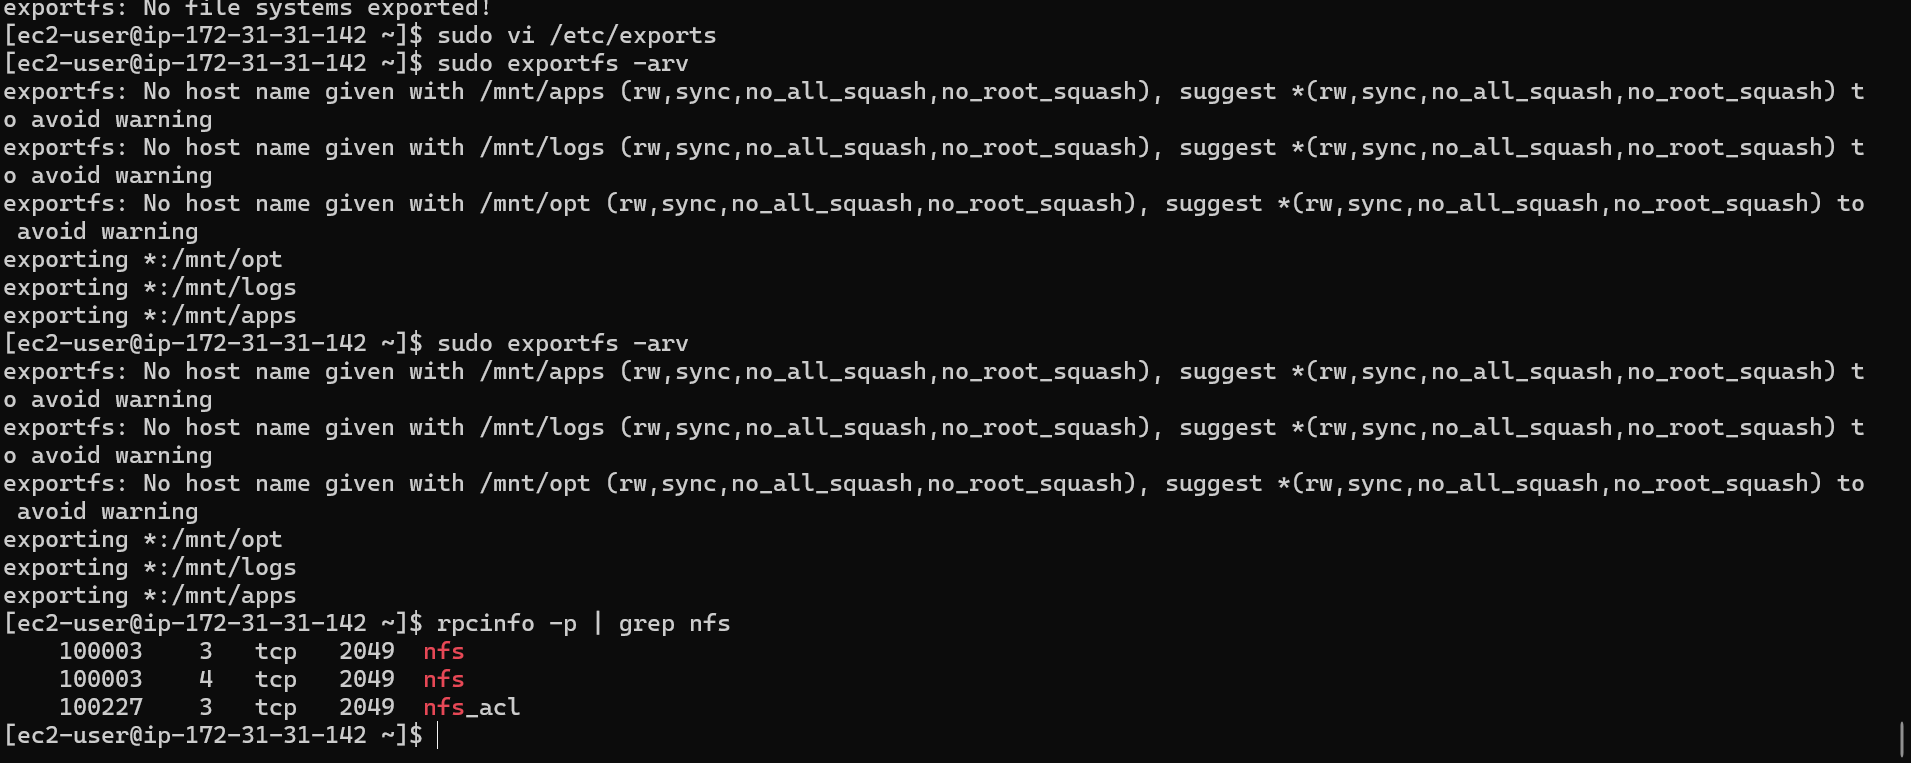 exportfs: No file systems exported!
[ec2-user@ip-172-31-31-142 ~]$ sudo vi /etc/exports
[ec2-user@ip-172-31-31-142 ~]$ sudo exportfs -arv
exportfs: No host name given with /mnt/apps (rw,sync,no_all_squash,no_root_squash), suggest *(rw,sync,no_all_squash,no_root_squash) t
o avoid warning
exportfs: No host name given with /mnt/logs (rw,sync,no_all_squash,no_root_squash), suggest *(rw,sync,no_all_squash,no_root_squash) t
o avoid warning
exportfs: No host name given with /mnt/opt (rw,sync,no_all_squash,no_root_squash), suggest *(rw,sync,no_all_squash,no_root_squash) to
 avoid warning
exporting *:/mnt/opt
exporting *:/mnt/logs
exporting *:/mnt/apps
[ec2-user@ip-172-31-31-142 ~]$ sudo exportfs -arv
exportfs: No host name given with /mnt/apps (rw,sync,no_all_squash,no_root_squash), suggest *(rw,sync,no_all_squash,no_root_squash) t
o avoid warning
exportfs: No host name given with /mnt/logs (rw,sync,no_all_squash,no_root_squash), suggest *(rw,sync,no_all_squash,no_root_squash) t
o avoid warning
exportfs: No host name given with /mnt/opt (rw,sync,no_all_squash,no_root_squash), suggest *(rw,sync,no_all_squash,no_root_squash) to
 avoid warning
exporting *:/mnt/opt
exporting *:/mnt/logs
exporting *:/mnt/apps
[ec2-user@ip-172-31-31-142 ~]$ rpcinfo -p | grep nfs
    100003    3   tcp   2049  nfs
    100003    4   tcp   2049  nfs
    100227    3   tcp   2049  nfs_acl
[ec2-user@ip-172-31-31-142 ~]$